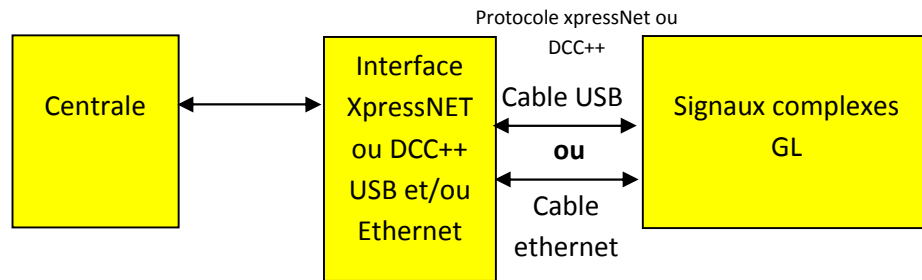 Protocole xpressNet ou
DCC++
Centrale
Interface
XpressNET
ou DCC++
USB et/ou
Ethernet
Cable USB
ou
Cable
ethernet
Signaux complexes
GL